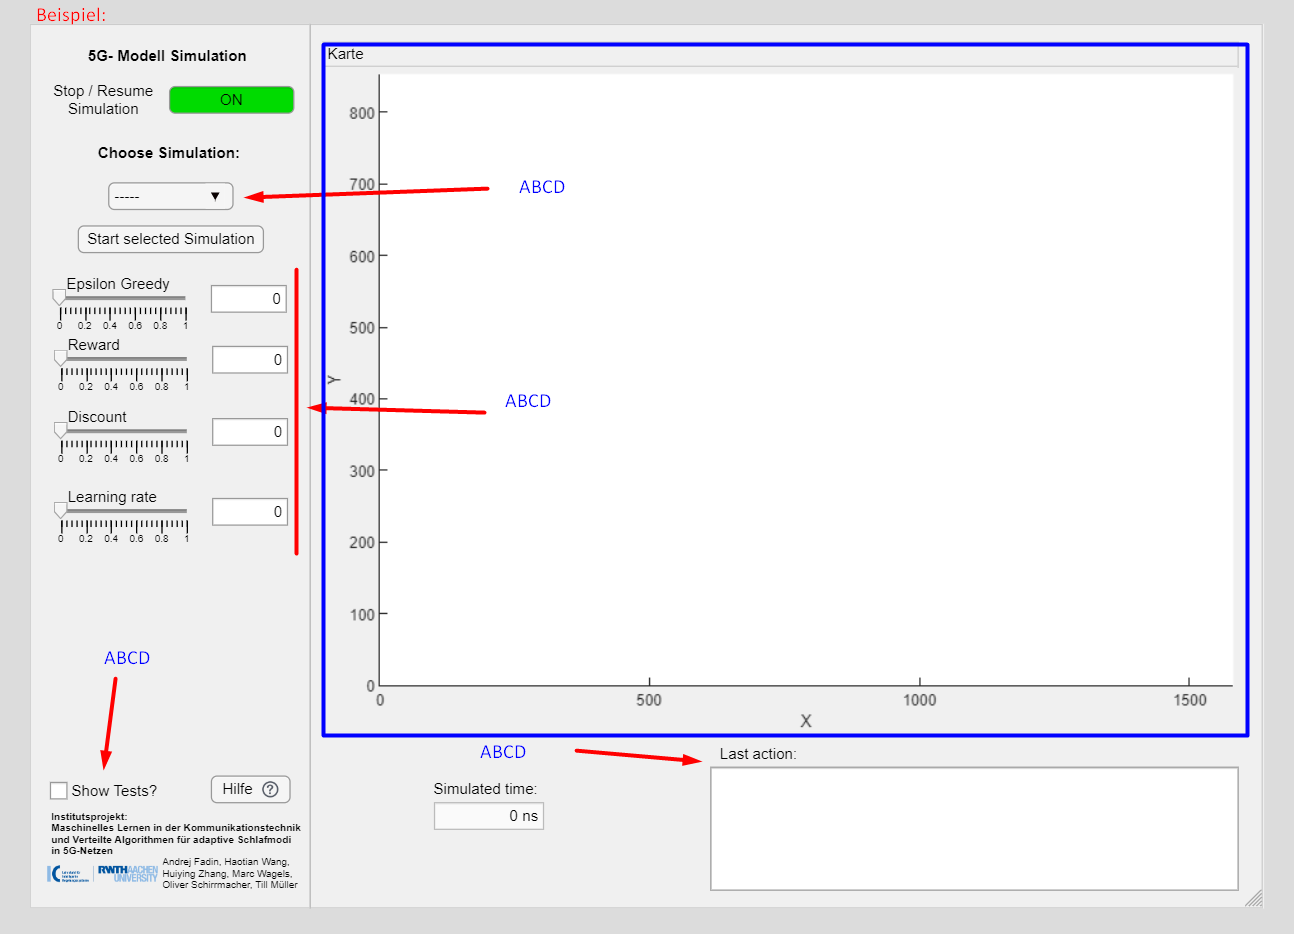 Beispiel:
5G- Modell Simulation
Stop / Resume
Simulation
ON
Choose Simulation:
-----
Start selected Simulation
Epsilon Greedy
0
0 0.2 0.4 0.6 0.8 1
Reward
0
0 0.2 0.4 0.6 0.8 1
Discount
0
0 0.2 0.4 0.6 0.8 1
Learning rate
0
0 0.2 0.4 0.6 0.8 1
ABCD
Show Tests?
Hilfe
Institutsprojekt:
Maschinelles Lernen in der Kommunikationstechnik
und Verteilte Algorithmen für adaptive Schlafmodi
in 5G-Netzen
RWTHAACHEN
UNIVERSITY
Andrej Fadin, Haotian Wang,
Huiying Zhang, Marc Wagels,
Oliver Schirrmacher, Till Müller
Karte
800
700
ABCD
600
500
Y
400
ABCD
300
200
100
0
0 500 1000 1500
X
ABCD
Last action:
Simulated time:
0 ns